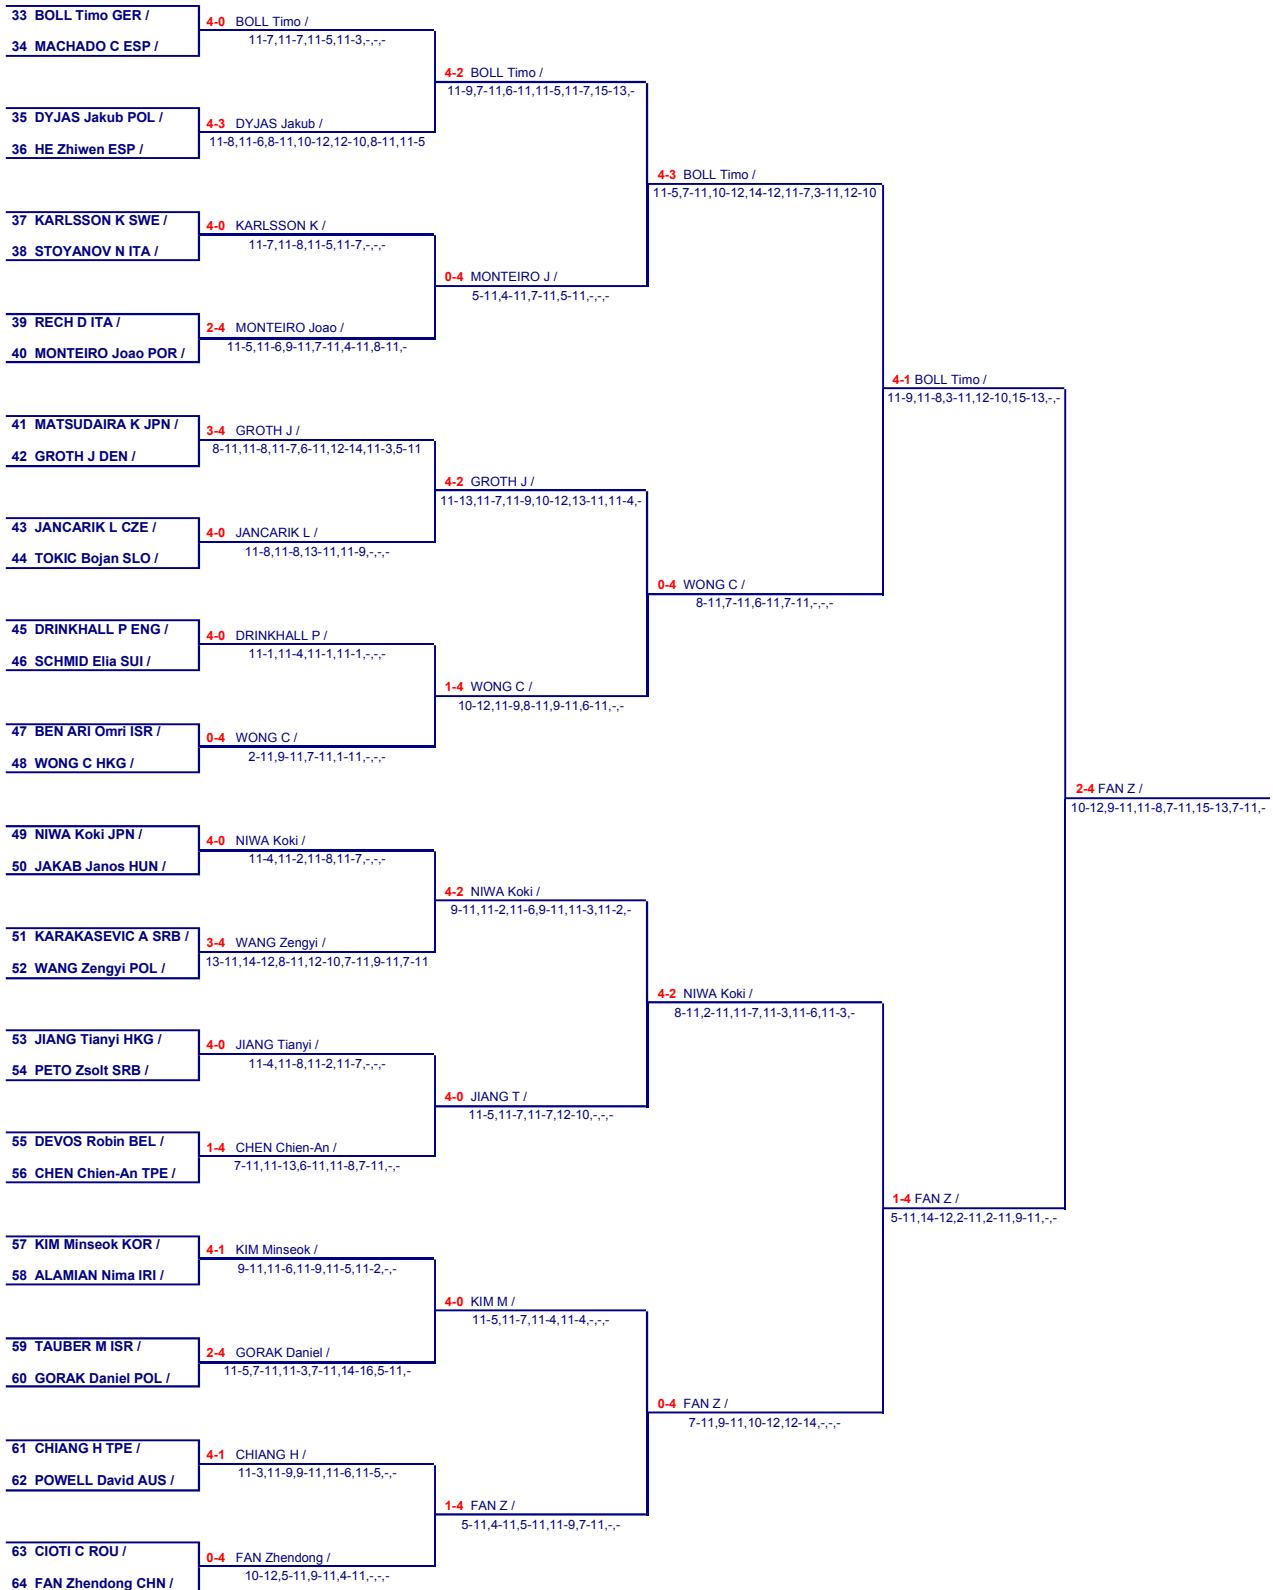 33 BOLL Timo GER /
4-0 BOLL Timo /
34 MACHADO C ESP /
11-7,11-7,11-5,11-3,-,-,-
4-2 BOLL Timo /
11-9,7-11,6-11,11-5,11-7,15-13,-
35 DYJAS Jakub POL /
4-3 DYJAS Jakub /
36 HE Zhiwen ESP /
11-8,11-6,8-11,10-12,12-10,8-11,11-5
4-3 BOLL Timo /
11-5,7-11,10-12,14-12,11-7,3-11,12-10
37 KARLSSON K SWE /
4-0 KARLSSON K /
38 STOYANOV N ITA /
11-7,11-8,11-5,11-7,-,-,-
0-4 MONTEIRO J /
5-11,4-11,7-11,5-11,-,-,-
39 RECH D ITA /
2-4 MONTEIRO Joao /
40 MONTEIRO Joao POR /
11-5,11-6,9-11,7-11,4-11,8-11,-
4-1 BOLL Timo /
11-9,11-8,3-11,12-10,15-13,-,-
41 MATSUDAIRA K JPN /
3-4 GROTH J /
42 GROTH J DEN /
8-11,11-8,11-7,6-11,12-14,11-3,5-11
4-2 GROTH J /
11-13,11-7,11-9,10-12,13-11,11-4,-
43 JANCARIK L CZE /
4-0 JANCARIK L /
44 TOKIC Bojan SLO /
11-8,11-8,13-11,11-9,-,-,-
0-4 WONG C /
8-11,7-11,6-11,7-11,-,-,-
45 DRINKHALL P ENG /
4-0 DRINKHALL P /
46 SCHMID Elia SUI /
11-1,11-4,11-1,11-1,-,-,-
1-4 WONG C /
10-12,11-9,8-11,9-11,6-11,-,-
47 BEN ARI Omri ISR /
0-4 WONG C /
48 WONG C HKG /
2-11,9-11,7-11,1-11,-,-,-
2-4 FAN Z /
10-12,9-11,11-8,7-11,15-13,7-11,-
49 NIWA Koki JPN /
4-0 NIWA Koki /
50 JAKAB Janos HUN /
11-4,11-2,11-8,11-7,-,-,-
4-2 NIWA Koki /
9-11,11-2,11-6,9-11,11-3,11-2,-
51 KARAKASEVIC A SRB /
3-4 WANG Zengyi /
52 WANG Zengyi POL /
13-11,14-12,8-11,12-10,7-11,9-11,7-11
4-2 NIWA Koki /
8-11,2-11,11-7,11-3,11-6,11-3,-
53 JIANG Tianyi HKG /
4-0 JIANG Tianyi /
54 PETO Zsolt SRB /
11-4,11-8,11-2,11-7,-,-,-
4-0 JIANG T /
11-5,11-7,11-7,12-10,-,-,-
55 DEVOS Robin BEL /
1-4 CHEN Chien-An /
56 CHEN Chien-An TPE /
7-11,11-13,6-11,11-8,7-11,-,-
1-4 FAN Z /
5-11,14-12,2-11,2-11,9-11,-,-
57 KIM Minseok KOR /
4-1 KIM Minseok /
58 ALAMIAN Nima IRI /
9-11,11-6,11-9,11-5,11-2,-,-
4-0 KIM M /
11-5,11-7,11-4,11-4,-,-,-
59 TAUBER M ISR /
2-4 GORAK Daniel /
60 GORAK Daniel POL /
11-5,7-11,11-3,7-11,14-16,5-11,-
0-4 FAN Z /
7-11,9-11,10-12,12-14,-,-,-
61 CHIANG H TPE /
4-1 CHIANG H /
62 POWELL David AUS /
11-3,11-9,9-11,11-6,11-5,-,-
1-4 FAN Z /
5-11,4-11,5-11,11-9,7-11,-,-
63 CIOTI C ROU /
0-4 FAN Zhendong /
64 FAN Zhendong CHN /
10-12,5-11,9-11,4-11,-,-,-